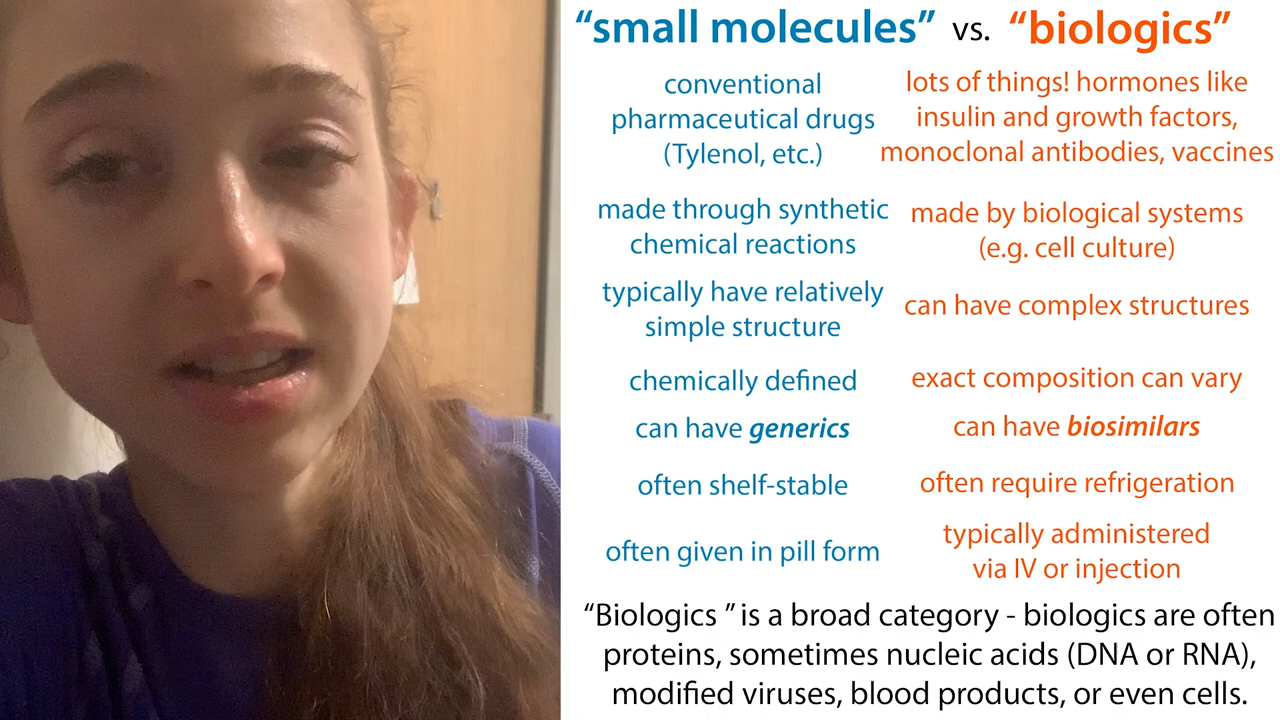 “small molecules” vs. “biologics”
conventional
pharmaceutical drugs
(Tylenol, etc.)
lots of things! hormones like
insulin and growth factors,
monoclonal antibodies, vaccines
made through synthetic
chemical reactions
made by biological systems
(e.g. cell culture)
typically have relatively
simple structure
can have complex structures
chemically defined
exact composition can vary
can have generics
can have biosimilars
often shelf-stable
often require refrigeration
often given in pill form
typically administered
via IV or injection
“Biologics ” is a broad category - biologics are often
proteins, sometimes nucleic acids (DNA or RNA),
modified viruses, blood products, or even cells.